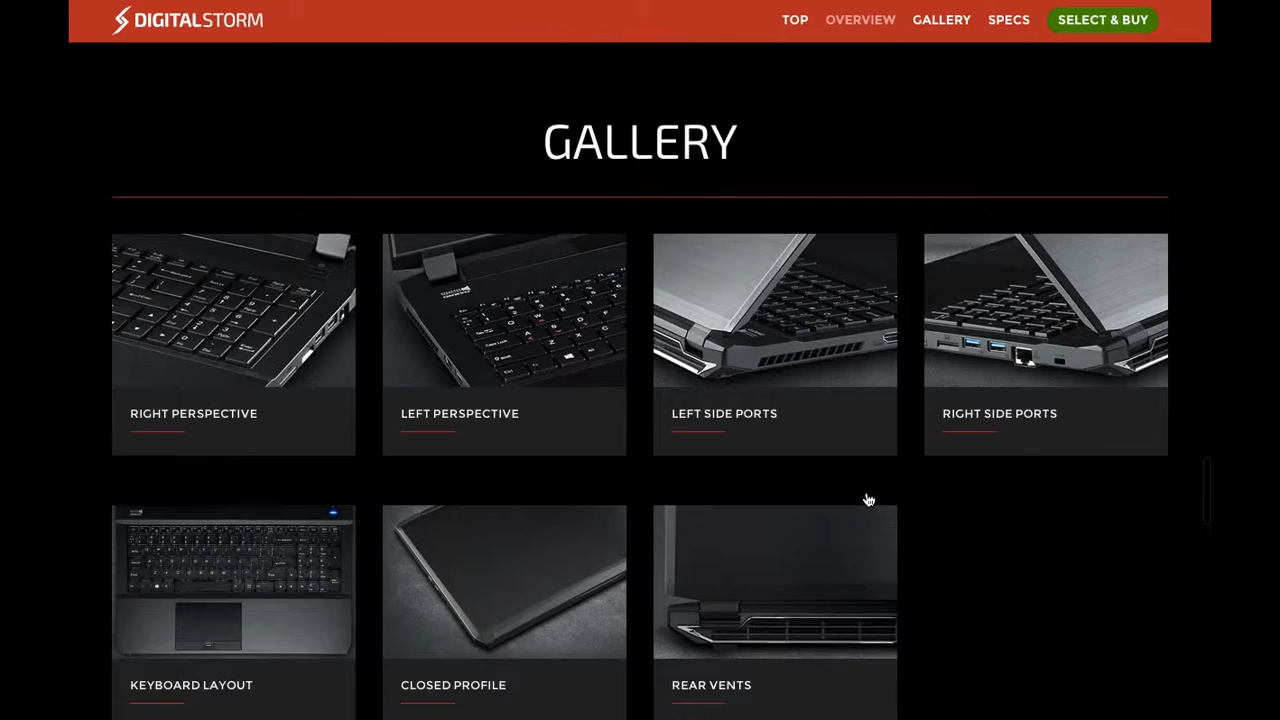 DIGITALSTORM
TOP OVERVIEW GALLERY SPECS SELECT & BUY
GALLERY
RIGHT PERSPECTIVE
LEFT PERSPECTIVE
LEFT SIDE PORTS
RIGHT SIDE PORTS
KEYBOARD LAYOUT
CLOSED PROFILE
REAR VENTS